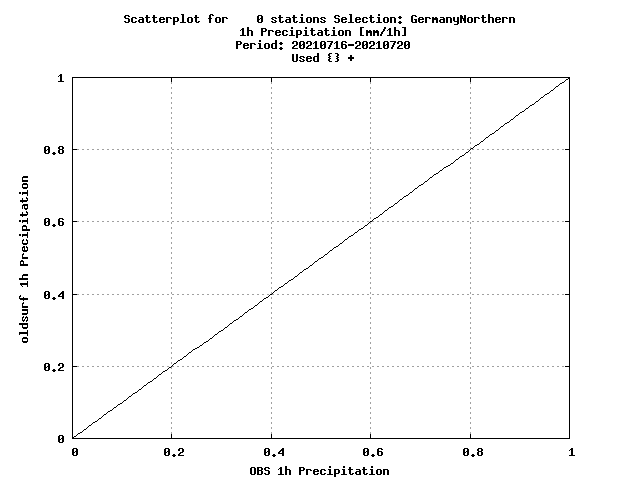 Scatterplot for    0 stations Selection: GermanyNorthern
1h Precipitation [mm/1h]
Period: 20210716-20210720
Used {} +
1
0.8
0.6
0.4
0.2
0
oldsurf 1h Precipitation
0 0.2 0.4 0.6 0.8 1
OBS 1h Precipitation